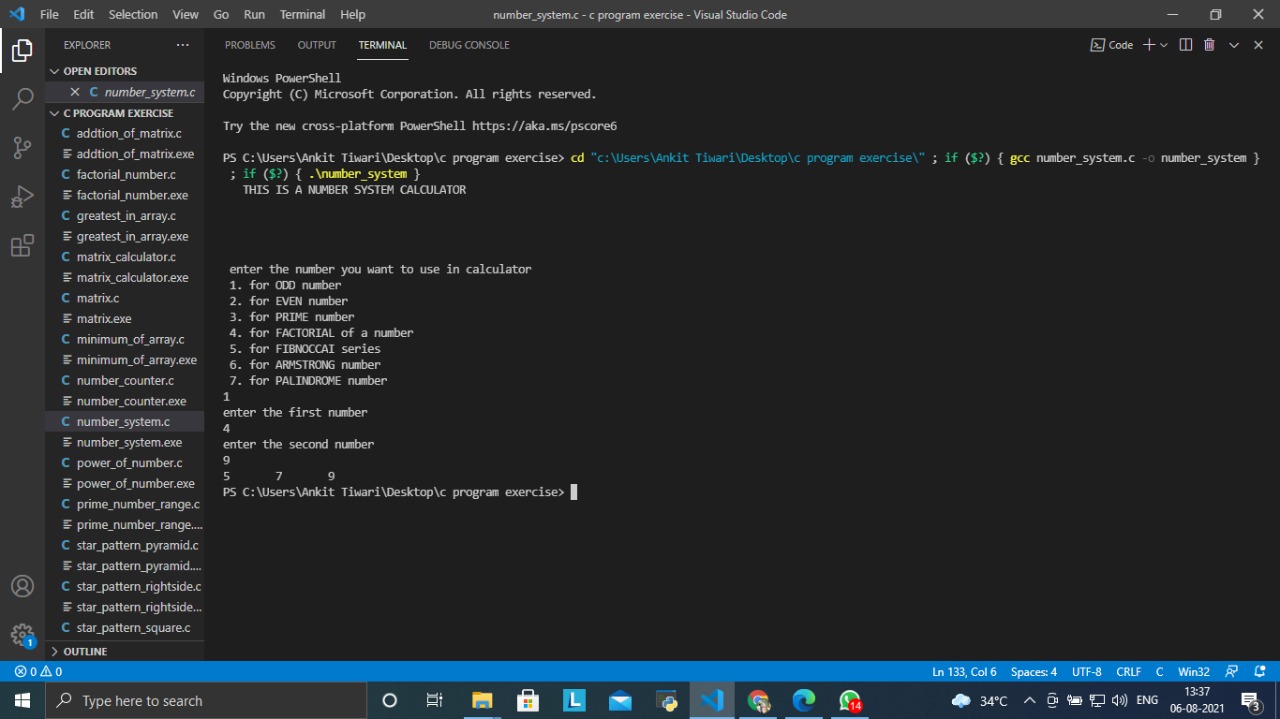 File Edit Selection View Go Run Terminal Help
number_system.c - c program exercise - Visual Studio Code
EXPLORER
OPEN EDITORS
number_system.c
C PROGRAM EXERCISE
addtion_of_matrix.c
addtion_of_matrix.exe
factorial_number.c
factorial_number.exe
greatest_in_array.c
greatest_in_array.exe
matrix_calculator.c
matrix_calculator.exe
matrix.c
matrix.exe
minimum_of_array.c
minimum_of_array.exe
number_counter.c
number_counter.exe
number_system.c
number_system.exe
power_of_number.c
power_of_number.exe
prime_number_range.c
prime_number_range....
star_pattern_pyramid.c
star_pattern_pyramid....
star_pattern_rightside.c
star_pattern_rightside...
star_pattern_square.c
OUTLINE
PROBLEMS OUTPUT TERMINAL DEBUG CONSOLE
Code
Windows PowerShell
Copyright (C) Microsoft Corporation. All rights reserved.
Try the new cross-platform PowerShell https://aka.ms/pscore6
PS C:\Users\Ankit Tiwari\Desktop\c program exercise> cd "c:\Users\Ankit Tiwari\Desktop\c program exercise\" ; if ($?) { gcc number_system.c -o number_system }
; if ($?) { .\number_system }
THIS IS A NUMBER SYSTEM CALCULATOR
enter the number you want to use in calculator
1. for ODD number
2. for EVEN number
3. for PRIME number
4. for FACTORIAL of a number
5. for FIBNOCCAI series
6. for ARMSTRONG number
7. for PALINDROME number
1
enter the first number
4
enter the second number
9
5 7 9
PS C:\Users\Ankit Tiwari\Desktop\c program exercise>
1
0 0
Ln 133, Col 6 Spaces: 4 UTF-8 CRLF C Win32
Type here to search
L
14
34°C
ENG
13:37
06-08-2021
3